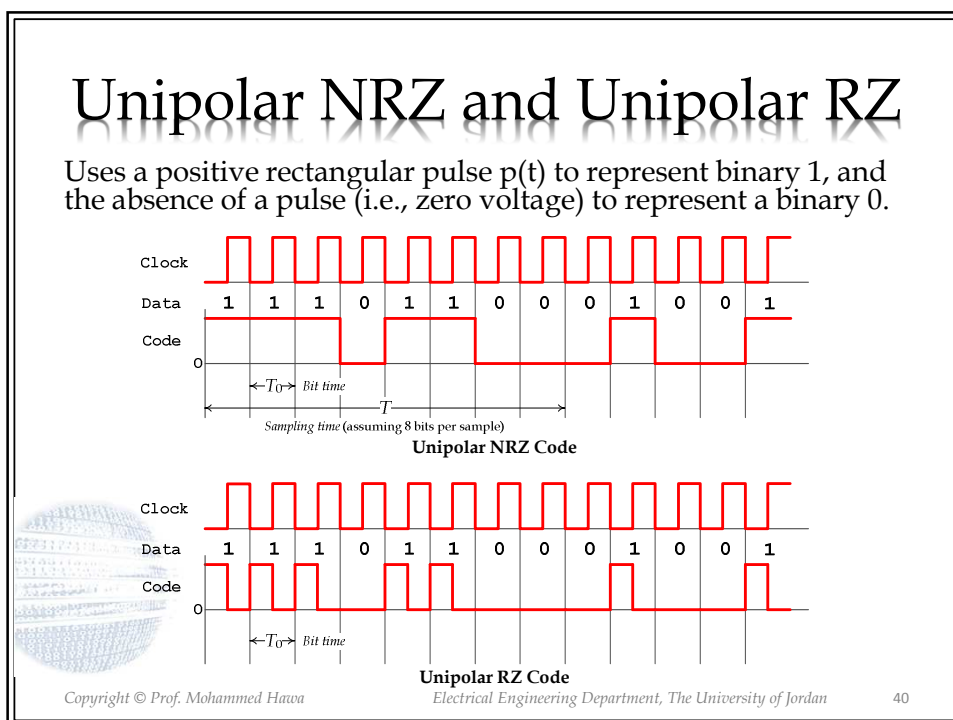 Unipolar NRZ and Unipolar RZ
Uses a positive rectangular pulse p(t) to represent binary 1, and
the absence of a pulse (i.e., zero voltage) to represent a binary 0.
Clock
Data 1 1 1 0 1 1 0 0 0 1 0 0 1
Code
0
T0 Bit time
T
Sampling time (assuming 8 bits per sample)
Unipolar NRZ Code
Clock
Data 1 1 1 0 1 1 0 0 0 1 0 0 1
Code
0
T0 Bit time
Unipolar RZ Code
Copyright © Prof. Mohammed Hawa Electrical Engineering Department, The University of Jordan 40